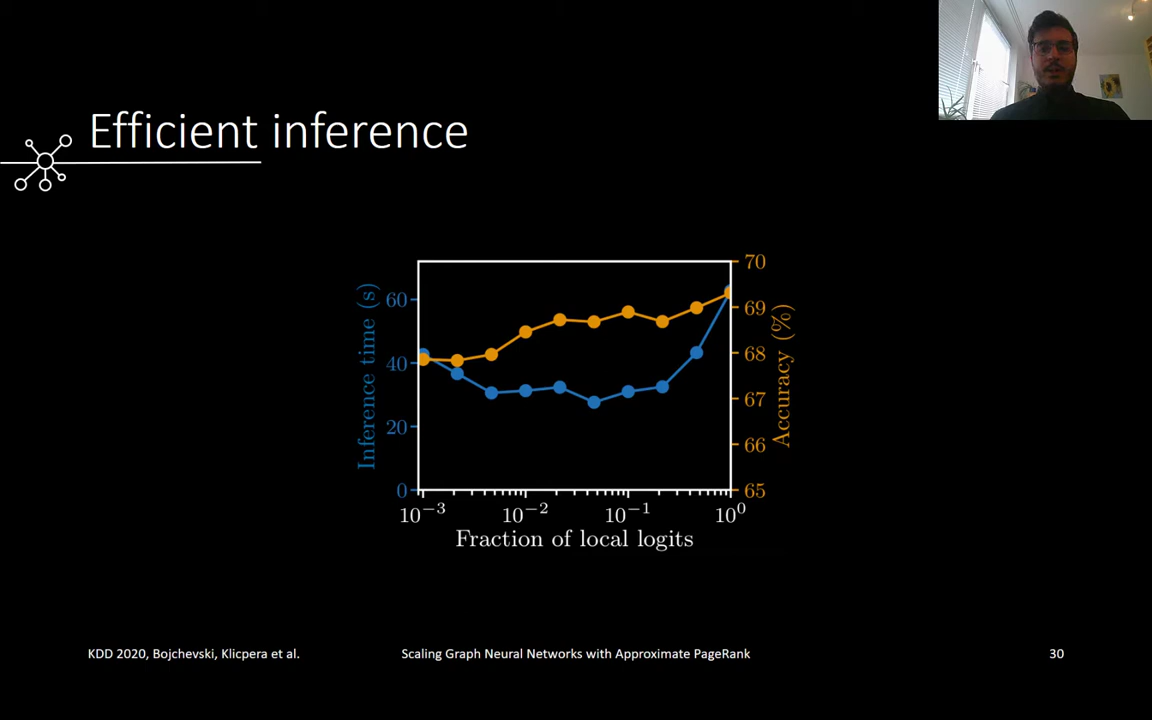 Efficient inference
Inference time (s)
60
40
20
0
70
69
68
67
66
65
Accuracy (%)
10⁻³ 10⁻² 10⁻¹ 10⁰
Fraction of local logits
KDD 2020, Bojchevski, Klicpera et al. Scaling Graph Neural Networks with Approximate PageRank 30